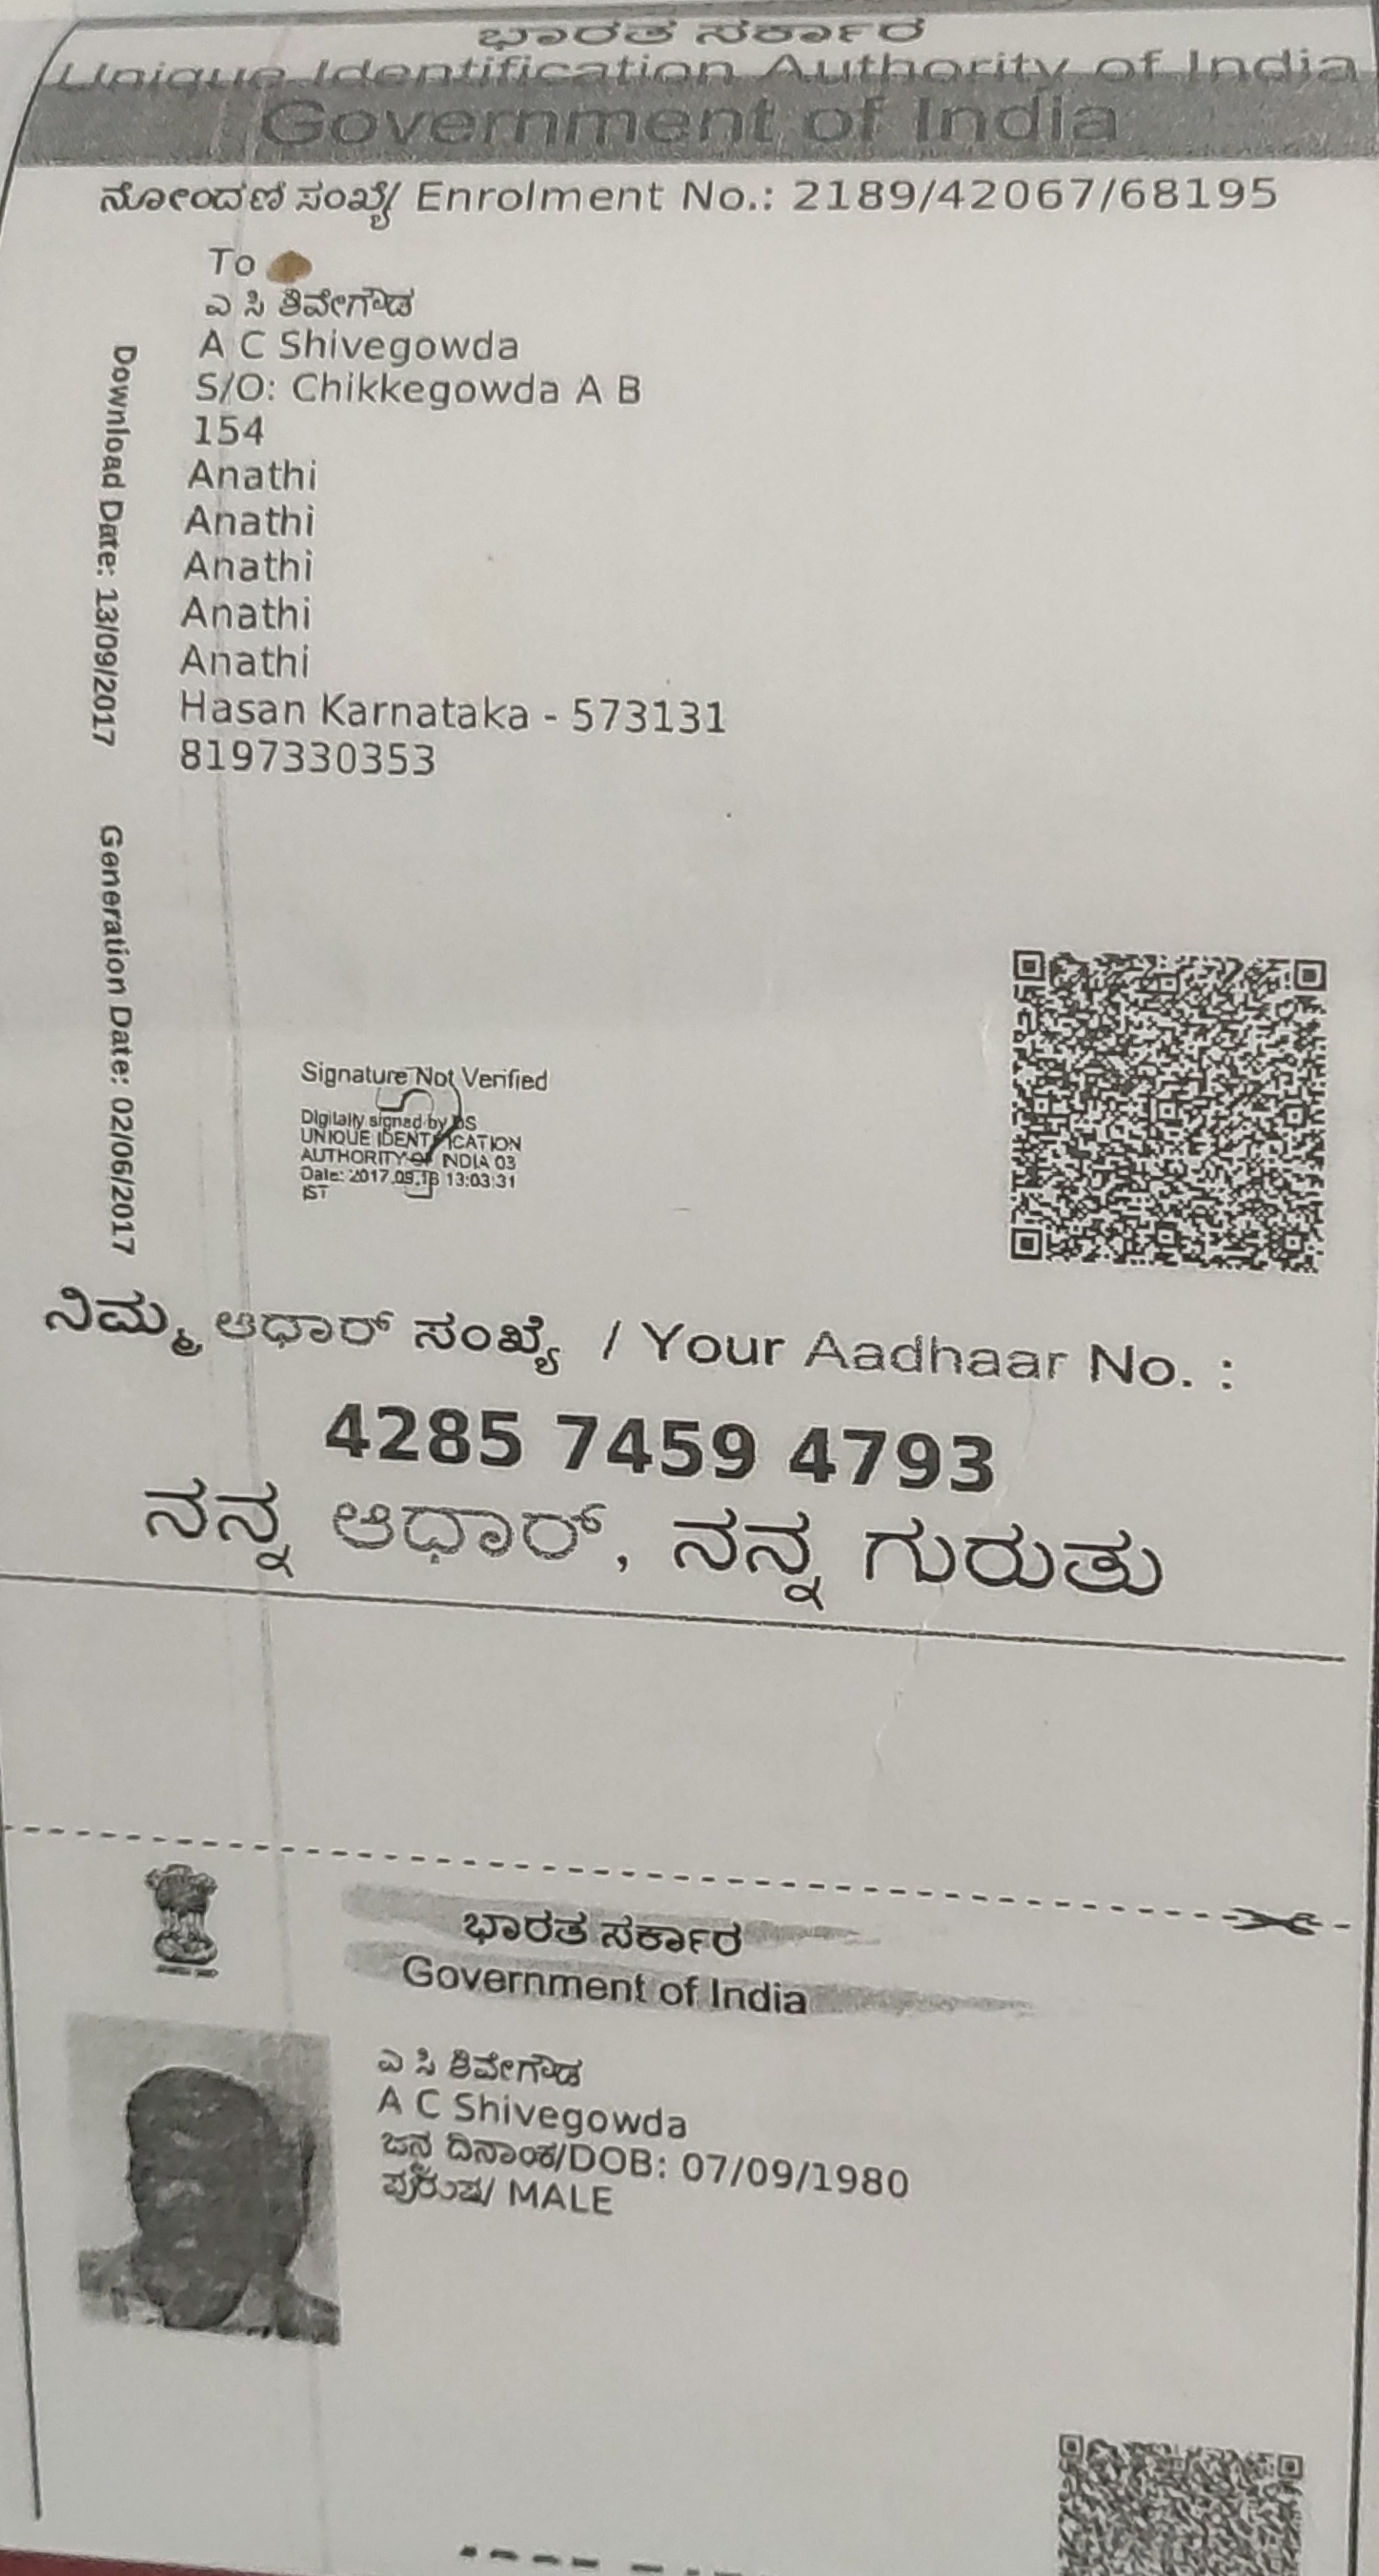 ಭಾರತ ಸರ್ಕಾರ
Unique Identification Authority of India
Government of India
ನೋಂದಣಿ ಸಂಖ್ಯೆ/ Enrolment No.: 2189/42067/68195
To
ಎ ಸಿ ಶಿವೇಗೌಡ
A C Shivegowda
S/O: Chikkegowda A B
154
Anathi
Anathi
Anathi
Anathi
Anathi
Hasan Karnataka - 573131
8197330353
Download Date: 13/09/2017
Generation Date: 02/06/2017
Signature Not Verified
Digitally signed by DS
UNIQUE IDENTIFICATION
AUTHORITY OF INDIA 03
Date: 2017.09.13 13:03:31
IST
ನಿಮ್ಮ ಆಧಾರ್ ಸಂಖ್ಯೆ / Your Aadhaar No. :
4285 7459 4793
ನನ್ನ ಆಧಾರ್, ನನ್ನ ಗುರುತು
ಭಾರತ ಸರ್ಕಾರ
Government of India
ಎ ಸಿ ಶಿವೇಗೌಡ
A C Shivegowda
ಜನ್ಮ ದಿನಾಂಕ/DOB: 07/09/1980
ಪುರುಷ/ MALE